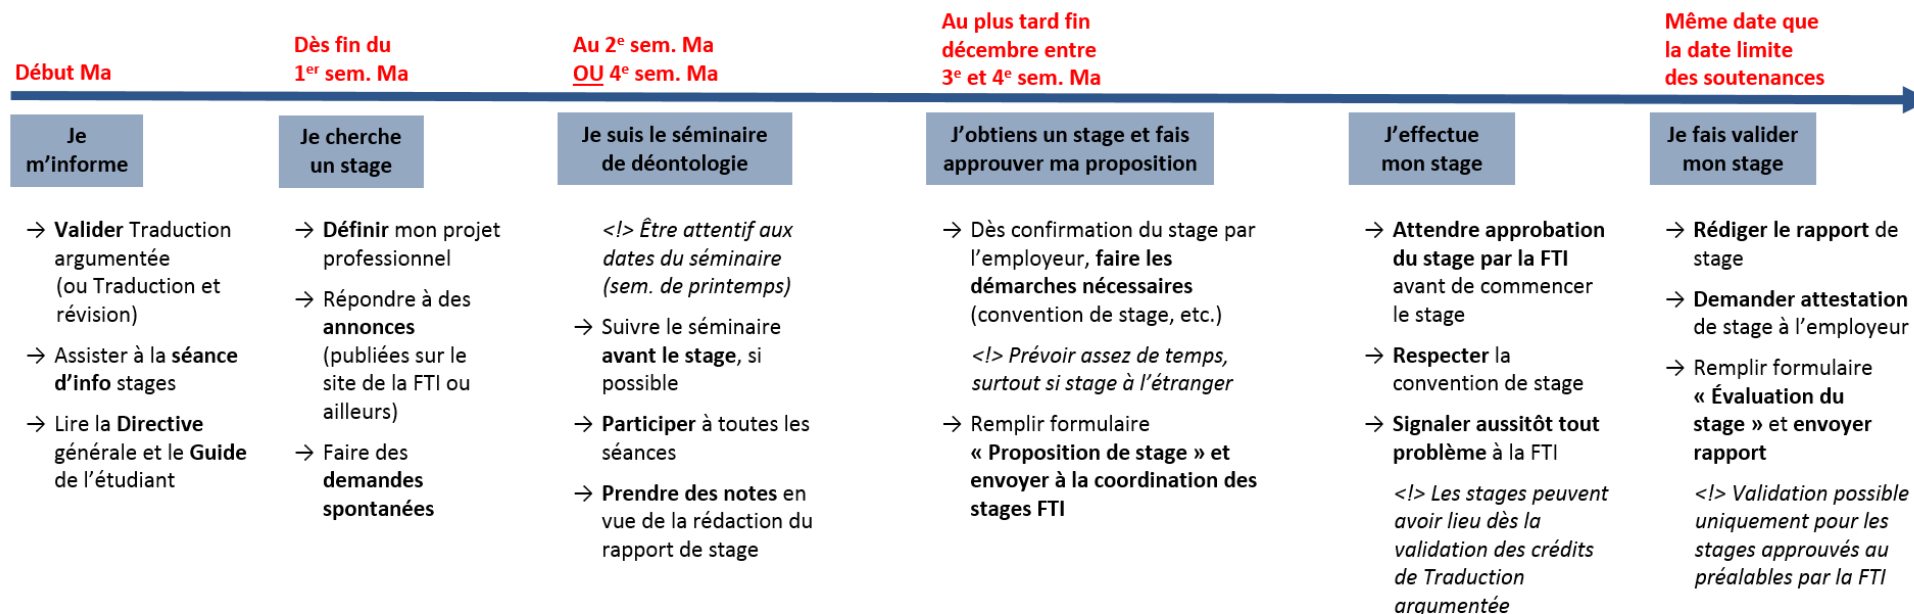 Début Ma
Dès fin du
1er sem. Ma
Au 2e sem. Ma
OU 4e sem. Ma
Au plus tard fin
décembre entre
3e et 4e sem. Ma
Même date que
la date limite
des soutenances
Je
m’informe
Je cherche
un stage
Je suis le séminaire
de déontologie
J’obtiens un stage et fais
approuver ma proposition
J’effectue
mon stage
Je fais valider
mon stage
→ Valider Traduction
argumentée
(ou Traduction et
révision)
→ Assister à la séance
d’info stages
→ Lire la Directive
générale et le Guide
de l’étudiant
→ Définir mon projet
professionnel
→ Répondre à des
annonces
(publiées sur le
site de la FTI ou
ailleurs)
→ Faire des
demandes
spontanées
<!> Être attentif aux
dates du séminaire
(sem. de printemps)
→ Suivre le séminaire
avant le stage, si
possible
→ Participer à toutes les
séances
→ Prendre des notes en
vue de la rédaction du
rapport de stage
→ Dès confirmation du stage par
l’employeur, faire les
démarches nécessaires
(convention de stage, etc.)
<!> Prévoir assez de temps,
surtout si stage à l’étranger
→ Remplir formulaire
« Proposition de stage » et
envoyer à la coordination des
stages FTI
→ Attendre approbation
du stage par la FTI
avant de commencer
le stage
→ Respecter la
convention de stage
→ Signaler aussitôt tout
problème à la FTI
<!> Les stages peuvent
avoir lieu dès la
validation des crédits
de Traduction
argumentée
→ Rédiger le rapport de
stage
→ Demander attestation
de stage à l’employeur
→ Remplir formulaire
« Évaluation du
stage » et envoyer
rapport
<!> Validation possible
uniquement pour les
stages approuvés au
préalables par la FTI